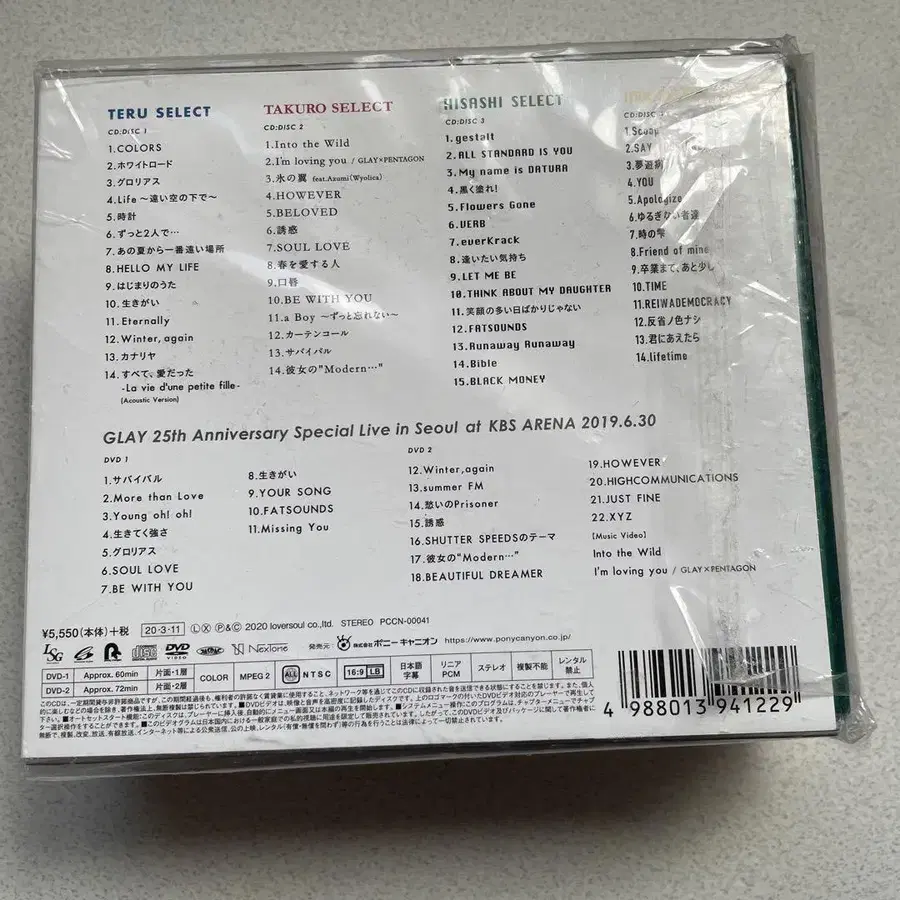 TERU SELECT
CD:DISC 1
1.COLORS
2.ホワイトロード
3.グロリアス
4.Life 〜遠い空の下で〜
5.時計
6.ずっと2人で…
7.あの夏から一番遠い場所
8.HELLO MY LIFE
9.はじまりのうた
10.生きがい
11.Eternally
12.Winter,again
13.カナリヤ
14.すべて、愛だった
-La vie d'une petite fille-
(Acoustic Version)
TAKURO SELECT
CD:DISC 2
1.Into the Wild
2.I'm loving you / GLAY×PENTAGON
3.氷の翼 feat.Azumi(Wyolica)
4.HOWEVER
5.BELOVED
6.誘惑
7.SOUL LOVE
8.春を愛する人
9.口唇
10.BE WITH YOU
11.a Boy 〜ずっと忘れない〜
12.カーテンコール
13.サバイバル
14.彼女の"Modern…"
HISASHI SELECT
CD:DISC 3
1.gestalt
2.ALL STANDARD IS YOU
3.My name is DATURA
4.黒く塗れ!
5.Flowers Gone
6.VERB
7.everKrack
8.逢いたい気持ち
9.LET ME BE
10.THINK ABOUT MY DAUGHTER
11.笑顔の多い日ばかりじゃない
12.FATSOUNDS
13.Runaway Runaway
14.Bible
15.BLACK MONEY
CD:DISC
1.Scoop
2.SAY
3.夢遊病
4.YOU
5.Apologize
6.ゆるぎない者達
7.時の雫
8.Friend of mine
9.卒業まで、あと少し
10.TIME
11.REIWADEMOCRACY
12.反省ノ色ナシ
13.君にあえたら
14.lifetime
GLAY 25th Anniversary Special Live in Seoul at KBS ARENA 2019.6.30
DVD 1
1.サバイバル
2.More than Love
3.Young oh! oh!
4.生きてく強さ
5.グロリアス
6.SOUL LOVE
7.BE WITH YOU
8.生きがい
9.YOUR SONG
10.FATSOUNDS
11.Missing You
DVD 2
12.Winter,again
13.summer FM
14.愁いのPrisoner
15.誘惑
16.SHUTTER SPEEDSのテーマ
17.彼女の"Modern…"
18.BEAUTIFUL DREAMER
19.HOWEVER
20.HIGHCOMMUNICATIONS
21.JUST FINE
22.XYZ
[Music Video]
Into the Wild
I'm loving you / GLAY×PENTAGON
¥5,550(本体)+税 20・3・11 Ⓛ Ⓧ Ⓟ&Ⓒ 2020 loversoul co.,ltd. STEREO PCCN-00041
LSG DVD VIDEO NexTone 発売元: 株式会社 ポニーキャニオン https://www.ponycanyon.co.jp/
DVD-1 Approx. 60min 片面・1層
DVD-2 Approx. 72min 片面・2層
COLOR MPEG 2 ALL NTSC 16:9 LB 日本語字幕 リニアPCM ステレオ 複製不能 レンタル禁止
4 988013 941229